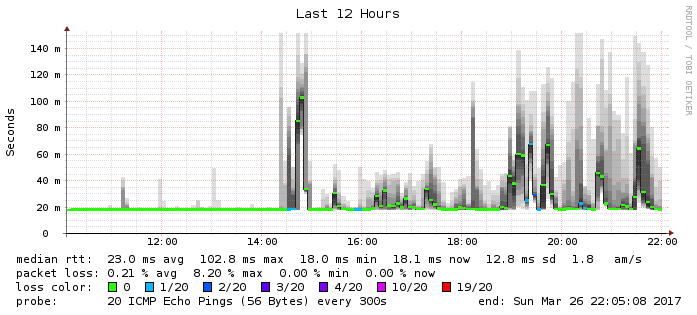 Last 12 Hours
RRDTOOL / TOBI OETIKER
Seconds
140 m
120 m
100 m
80 m
60 m
40 m
20 m
0
12:00 14:00 16:00 18:00 20:00 22:00
median rtt: 23.0 ms avg 102.8 ms max 18.0 ms min 18.1 ms now 12.8 ms sd 1.8 am/s
packet loss: 0.21 % avg 8.20 % max 0.00 % min 0.00 % now
loss color: 0 1/20 2/20 3/20 4/20 10/20 19/20
probe: 20 ICMP Echo Pings (56 Bytes) every 300s end: Sun Mar 26 22:05:08 2017